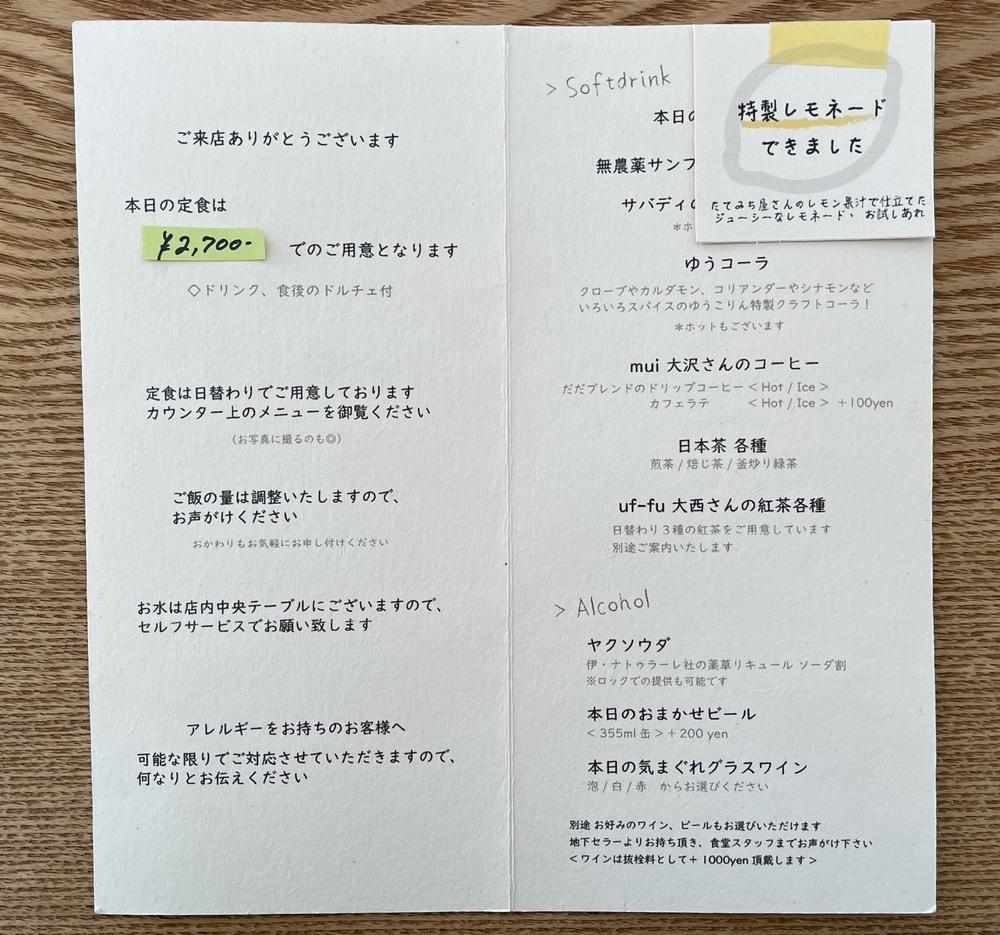 ご来店ありがとうございます
本日の定食は
¥2,700- でのご用意となります
◇ドリンク、食後のドルチェ付
定食は日替わりでご用意しております
カウンター上のメニューを御覧ください
(お写真に撮るのも◎)
ご飯の量は調整いたしますので、
お声がけください
おかわりもお気軽にお申し付けください
お水は店内中央テーブルにございますので、
セルフサービスでお願い致します
アレルギーをお持ちのお客様へ
可能な限りでご対応させていただきますので、
何なりとお伝えください
> Softdrink
本日の
無農薬サンフ
サバディの
*ホ
特製レモネード
できました
たてみち屋さんのレモン果汁で仕立てた
ジューシーなレモネード、お試しあれ
ゆうコーラ
クローブやカルダモン、コリアンダーやシナモンなど
いろいろスパイスのゆうこりん特製クラフトコーラ！
*ホットもございます
mui 大沢さんのコーヒー
だだブレンドのドリップコーヒー < Hot / Ice >
カフェラテ < Hot / Ice > +100yen
日本茶 各種
煎茶 / 焙じ茶 / 釜炒り緑茶
uf-fu 大西さんの紅茶各種
日替わり３種の紅茶をご用意しています
別途ご案内いたします
> Alcohol
ヤクソウダ
伊・ナトゥラーレ社の薬草リキュール ソーダ割
※ロックでの提供も可能です
本日のおまかせビール
< 355ml 缶 > + 200 yen
本日の気まぐれグラスワイン
泡 / 白 / 赤 からお選びください
別途 お好みのワイン、ビールもお選びいただけます
地下セラーよりお持ち頂き、食堂スタッフまでお声がけ下さい
< ワインは抜栓料として + 1000yen 頂戴します >